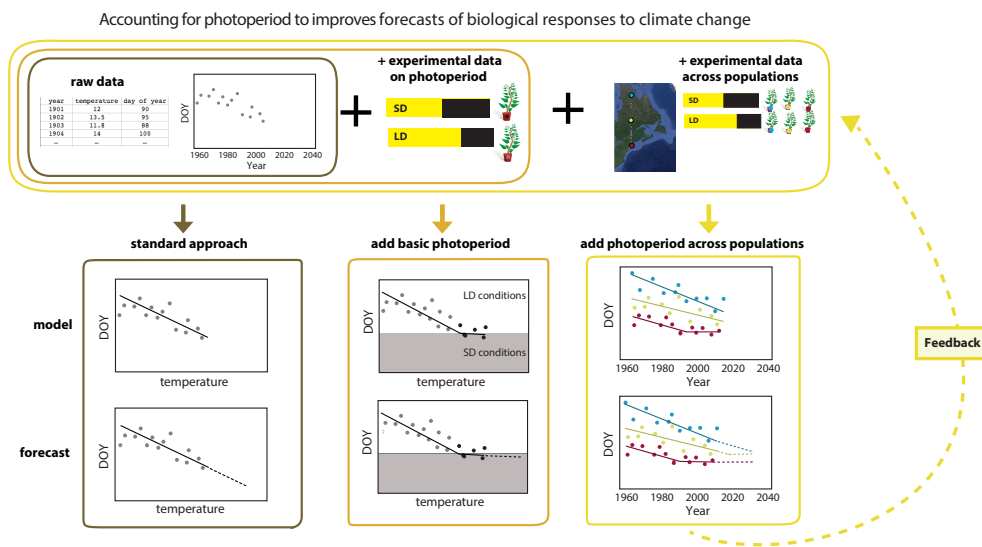 Accounting for photoperiod to improves forecasts of biological responses to climate change
raw data
year temperature day of year
1901 12 90
1902 13.5 95
1903 11.8 88
1904 14 100
… … …
DOY
1960 1980 2000 2020 2040
Year
+
+ experimental data
on photoperiod
SD
LD
+
+ experimental data
across populations
SD
LD
standard approach
add basic photoperiod
add photoperiod across populations
model
DOY
temperature
DOY
LD conditions
SD conditions
temperature
DOY
1960 1980 2000 2020 2040
Year
Feedback
forecast
DOY
temperature
DOY
temperature
DOY
1960 1980 2000 2020 2040
Year